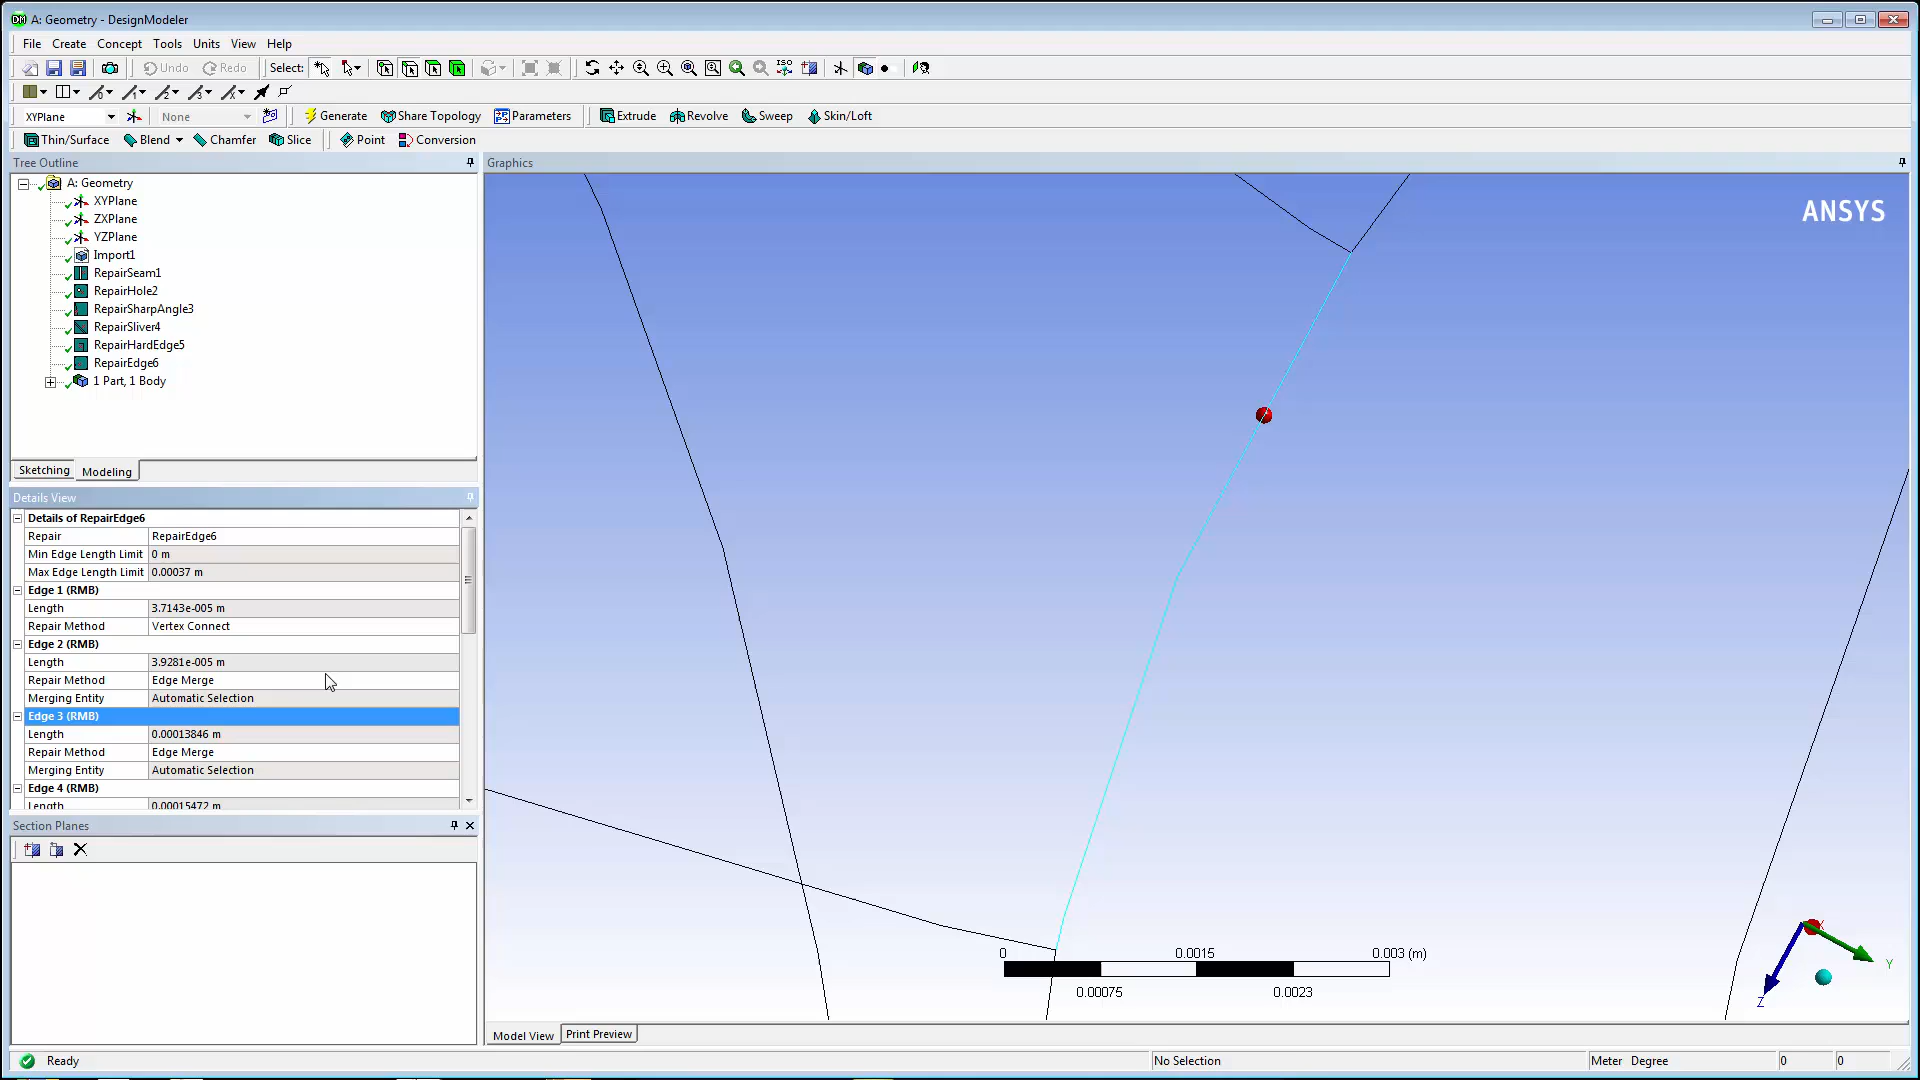 A: Geometry - DesignModeler
File Create Concept Tools Units View Help
Undo Redo Select:
XYPlane None Generate Share Topology Parameters Extrude Revolve Sweep Skin/Loft
Thin/Surface Blend Chamfer Slice Point Conversion
Tree Outline
A: Geometry
XYPlane
ZXPlane
YZPlane
Import1
RepairSeam1
RepairHole2
RepairSharpAngle3
RepairSliver4
RepairHardEdge5
RepairEdge6
1 Part, 1 Body
Sketching Modeling
Details View
Details of RepairEdge6
Repair RepairEdge6
Min Edge Length Limit 0 m
Max Edge Length Limit 0.00037 m
Edge 1 (RMB)
Length 3.7143e-005 m
Repair Method Vertex Connect
Edge 2 (RMB)
Length 3.9281e-005 m
Repair Method Edge Merge
Merging Entity Automatic Selection
Edge 3 (RMB)
Length 0.00013846 m
Repair Method Edge Merge
Merging Entity Automatic Selection
Edge 4 (RMB)
Length 0.00015472 m
Section Planes
Graphics
ANSYS
0 0.0015 0.003 (m)
0.00075 0.0023
X
Y
Z
Model View Print Preview
Ready No Selection Meter Degree 0 0